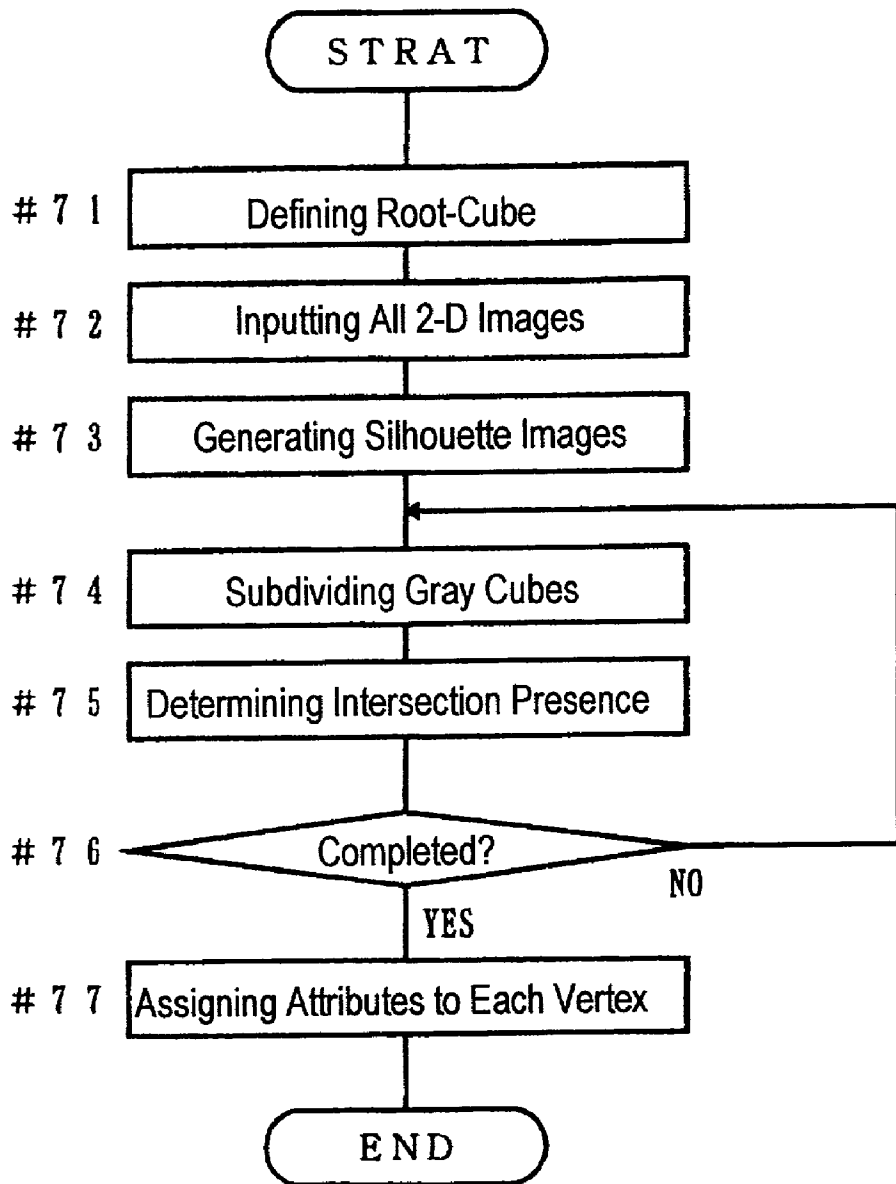 STRAT
#71 Defining Root-Cube
#72 Inputting All 2-D Images
#73 Generating Silhouette Images
#74 Subdividing Gray Cubes
#75 Determining Intersection Presence
#76 Completed?
NO
YES
#77 Assigning Attributes to Each Vertex
END